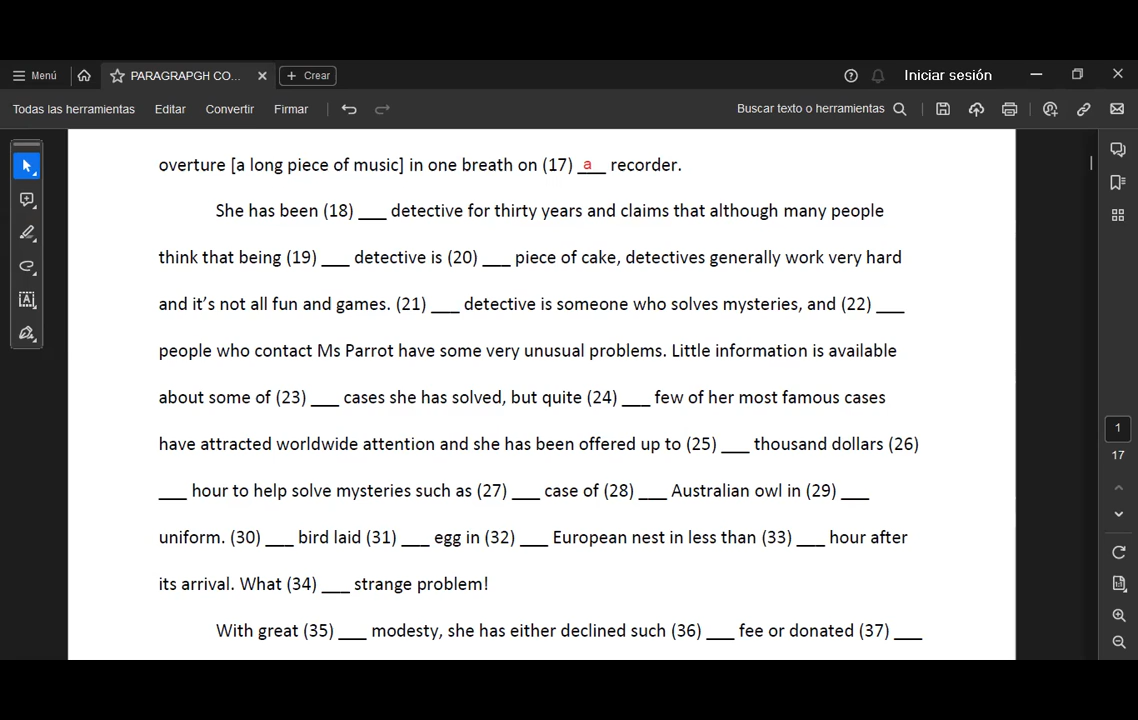 Menú
PARAGRAPGH CO...
Crear
Iniciar sesión
Todas las herramientas
Editar
Convertir
Firmar
Buscar texto o herramientas
overture [a long piece of music] in one breath on (17) _a_ recorder.
She has been (18) ___ detective for thirty years and claims that although many people
think that being (19) ___ detective is (20) ___ piece of cake, detectives generally work very hard
and it’s not all fun and games. (21) ___ detective is someone who solves mysteries, and (22) ___
people who contact Ms Parrot have some very unusual problems. Little information is available
about some of (23) ___ cases she has solved, but quite (24) ___ few of her most famous cases
have attracted worldwide attention and she has been offered up to (25) ___ thousand dollars (26)
___ hour to help solve mysteries such as (27) ___ case of (28) ___ Australian owl in (29) ___
uniform. (30) ___ bird laid (31) ___ egg in (32) ___ European nest in less than (33) ___ hour after
its arrival. What (34) ___ strange problem!
With great (35) ___ modesty, she has either declined such (36) ___ fee or donated (37) ___
1
17